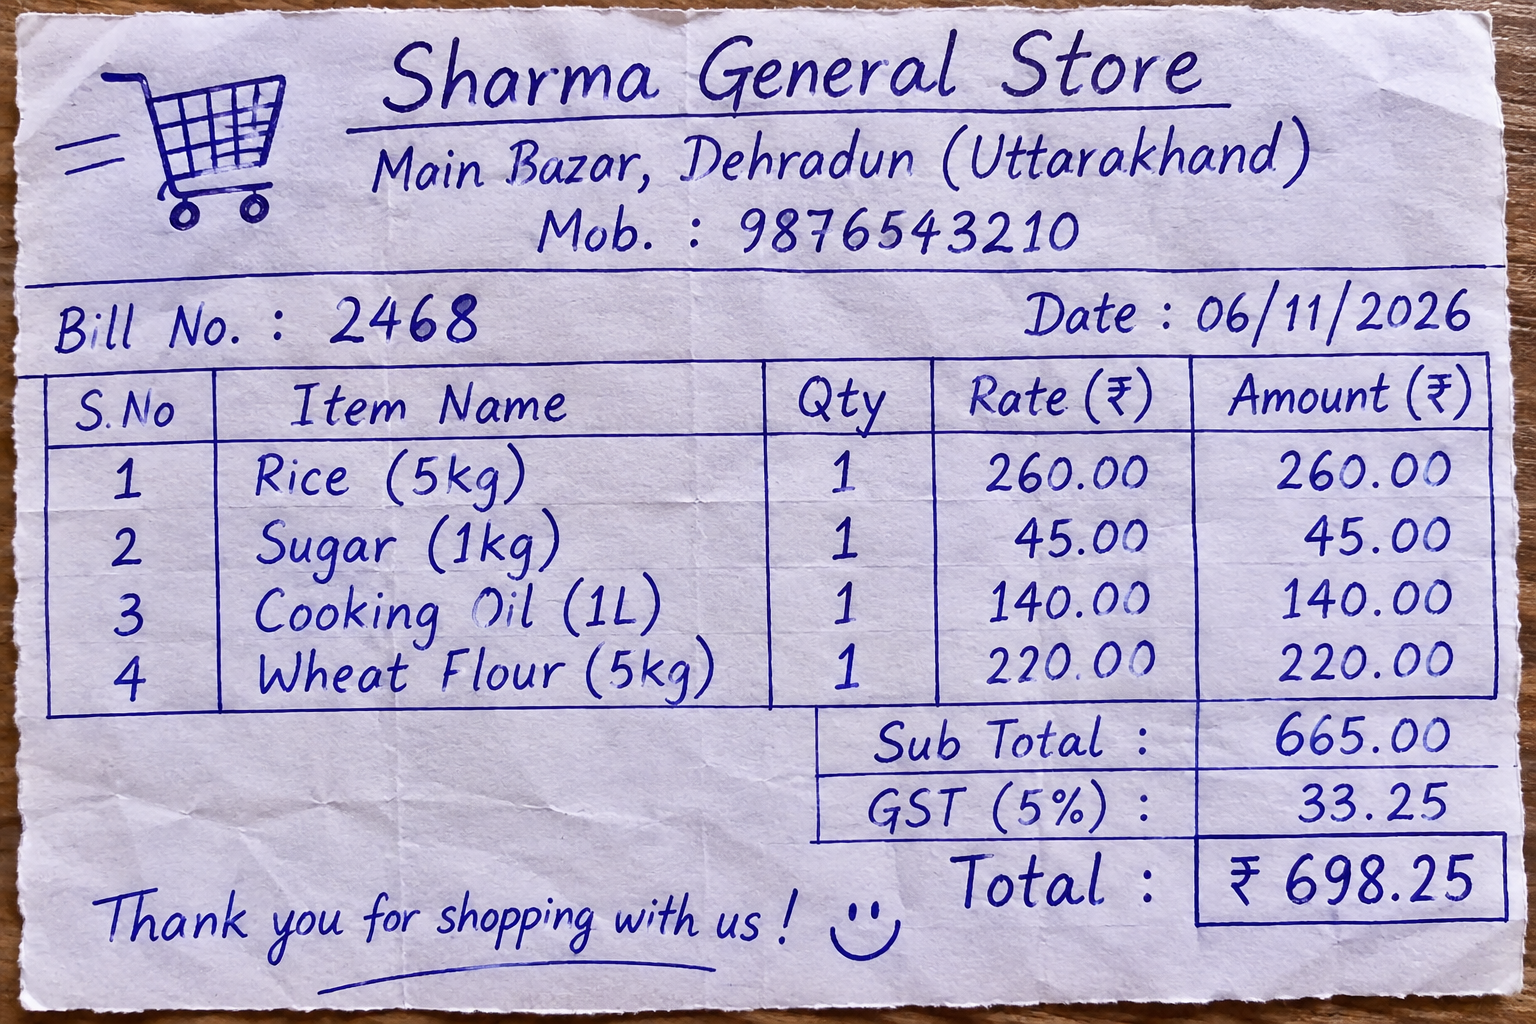 Sharma General Store
Main Bazar, Dehradun (Uttarakhand)
Mob. : 9876543210
Bill No. : 2468 Date : 06/11/2026
S.No Item Name Qty Rate (₹) Amount (₹)
1 Rice (5kg) 1 260.00 260.00
2 Sugar (1kg) 1 45.00 45.00
3 Cooking Oil (1L) 1 140.00 140.00
4 Wheat Flour (5kg) 1 220.00 220.00
Sub Total : 665.00
GST (5%) : 33.25
Total : ₹ 698.25
Thank you for shopping with us !